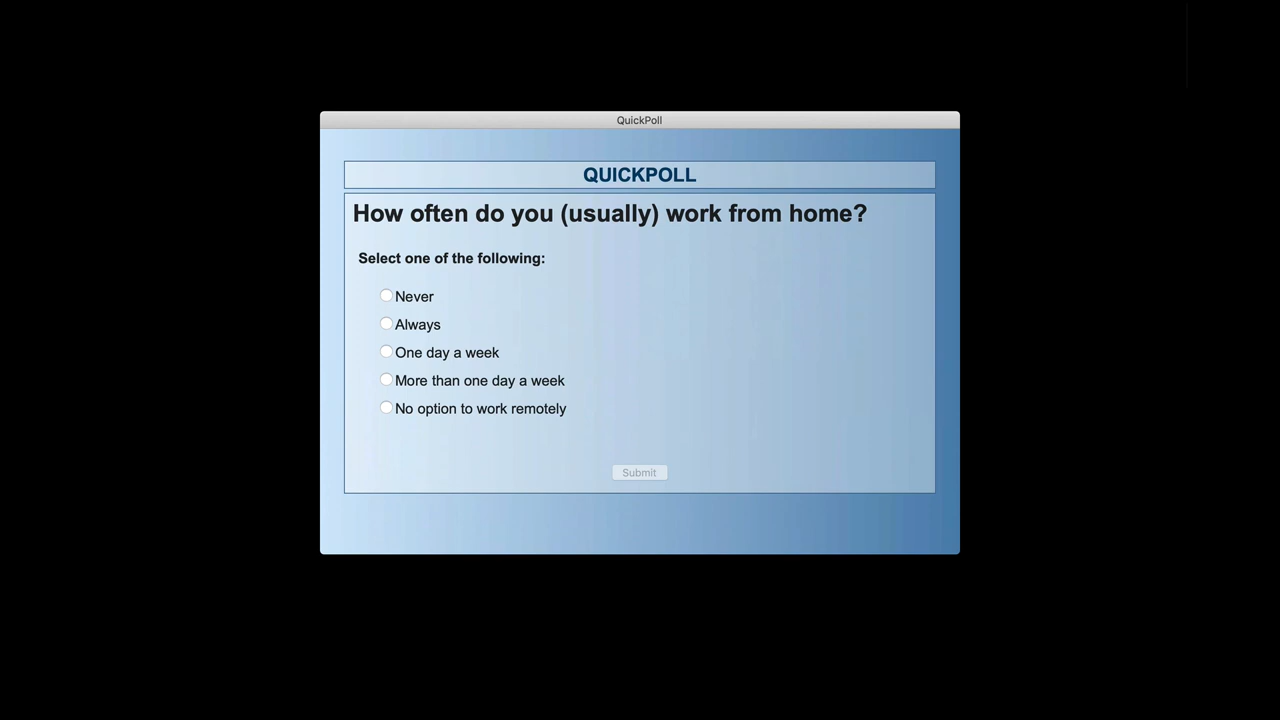 QuickPoll
QUICKPOLL
How often do you (usually) work from home?
Select one of the following:
Never
Always
One day a week
More than one day a week
No option to work remotely
Submit